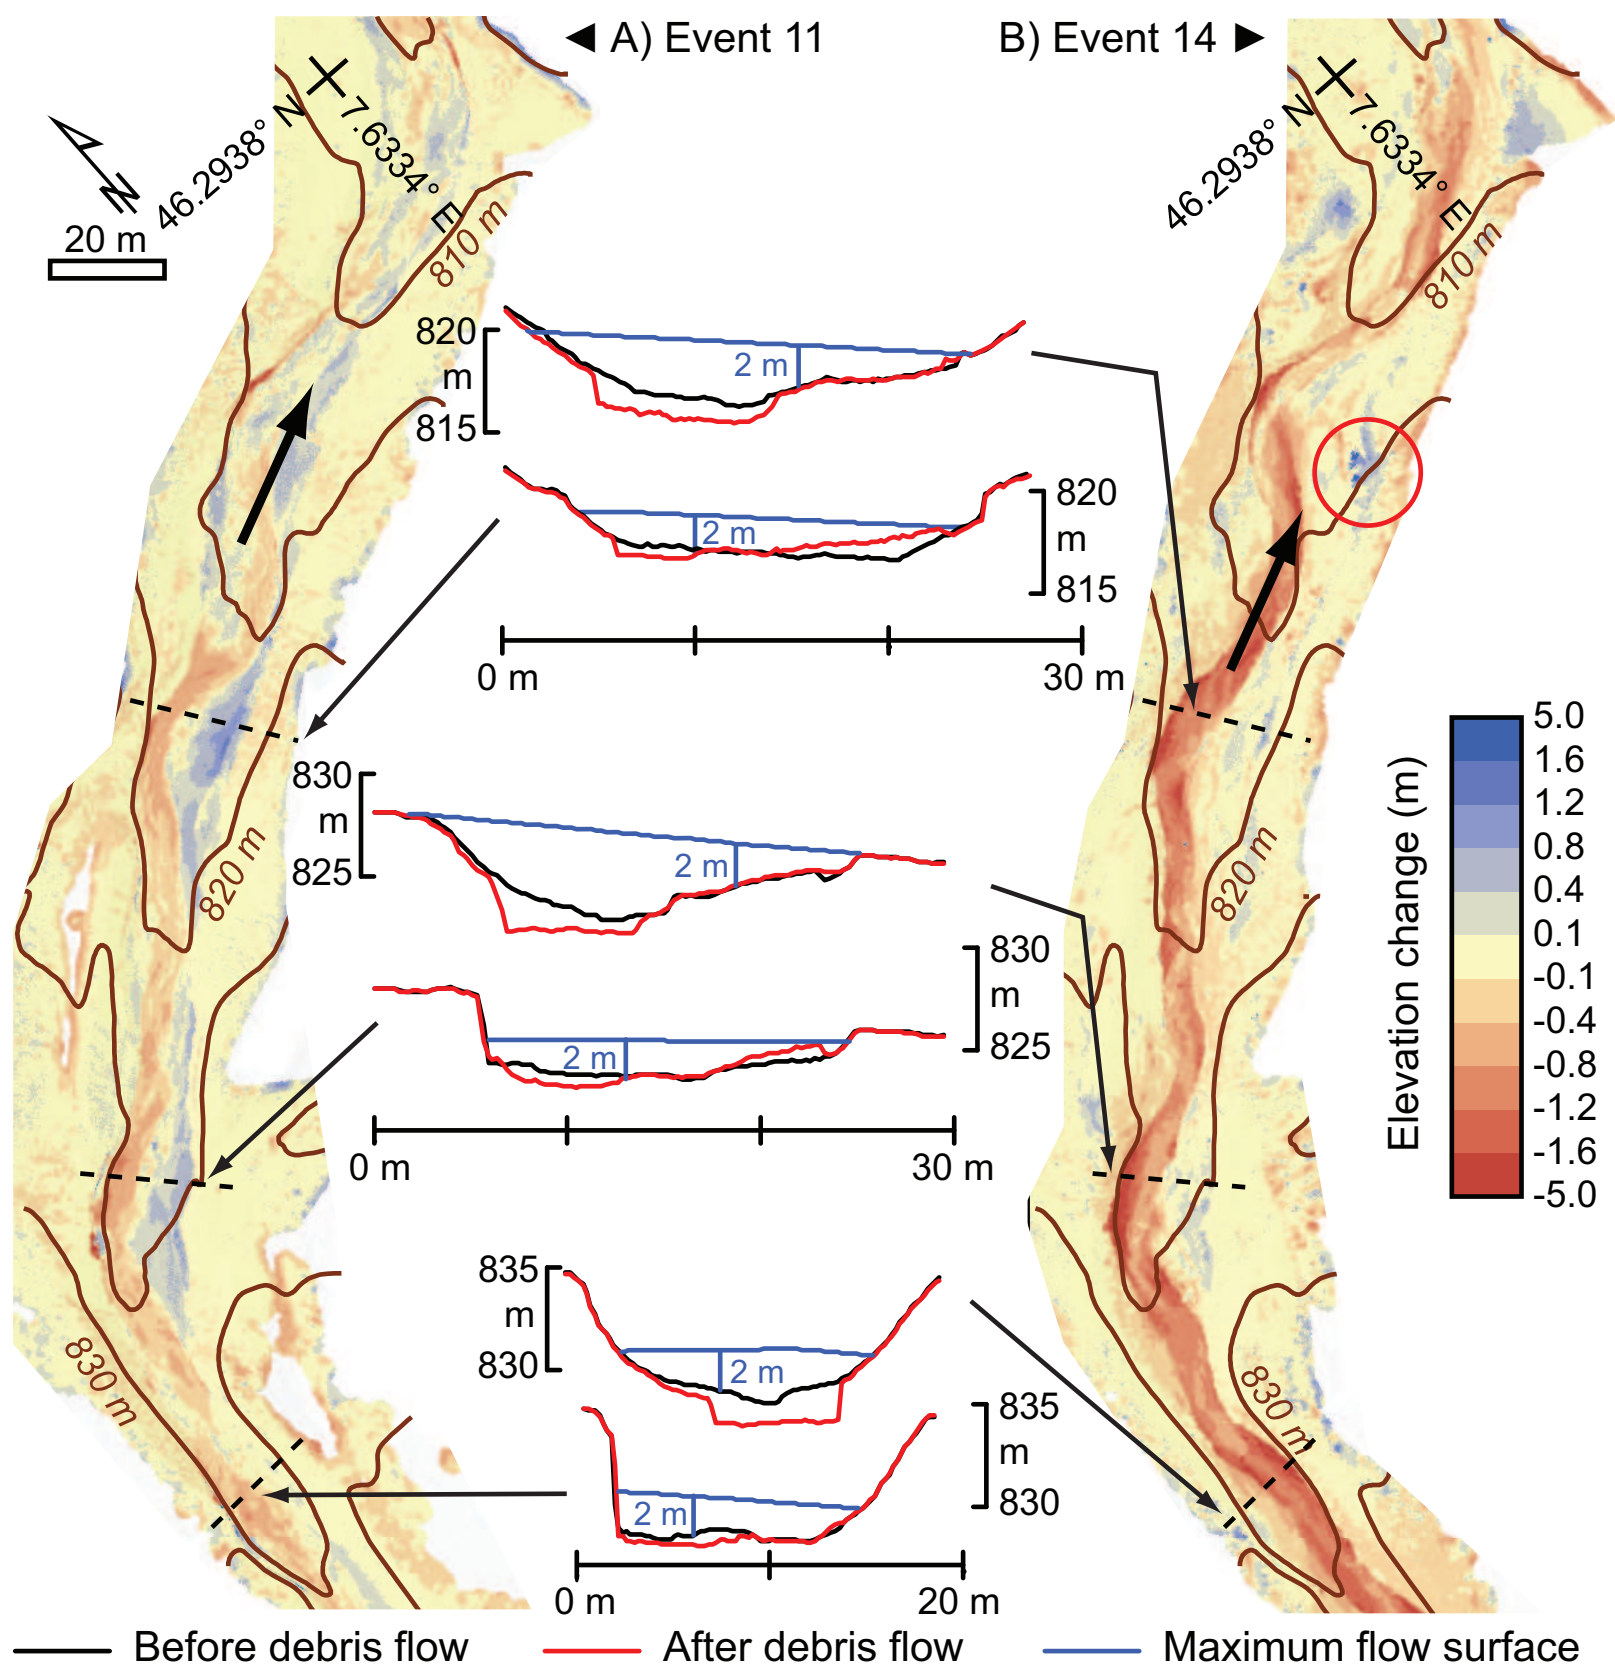 ◄ A) Event 11
B) Event 14 ►
46.2938° N
7.6334° E
46.2938° N
7.6334° E
N
20 m
810 m
810 m
820
m
815
2 m
820
m
815
2 m
0 m
30 m
830
m
825
2 m
830
m
825
2 m
0 m
30 m
820 m
820 m
835
m
830
2 m
835
m
830
2 m
0 m
20 m
830 m
830 m
Elevation change (m)
5.0
1.6
1.2
0.8
0.4
0.1
-0.1
-0.4
-0.8
-1.2
-1.6
-5.0
Before debris flow
After debris flow
Maximum flow surface